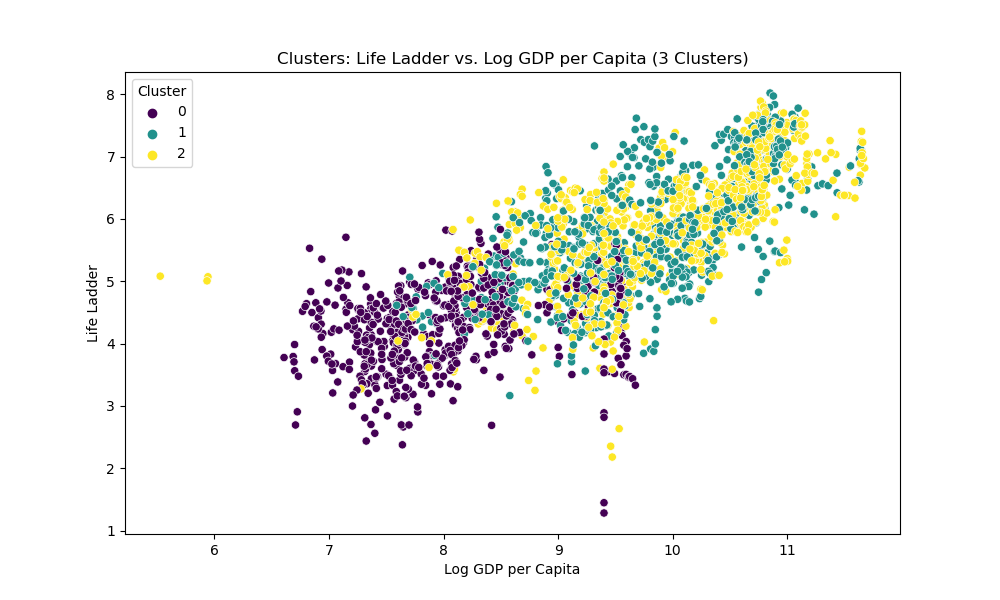 Clusters: Life Ladder vs. Log GDP per Capita (3 Clusters)
Cluster
0
1
2
Life Ladder
8
7
6
5
4
3
2
1
6 7 8 9 10 11
Log GDP per Capita